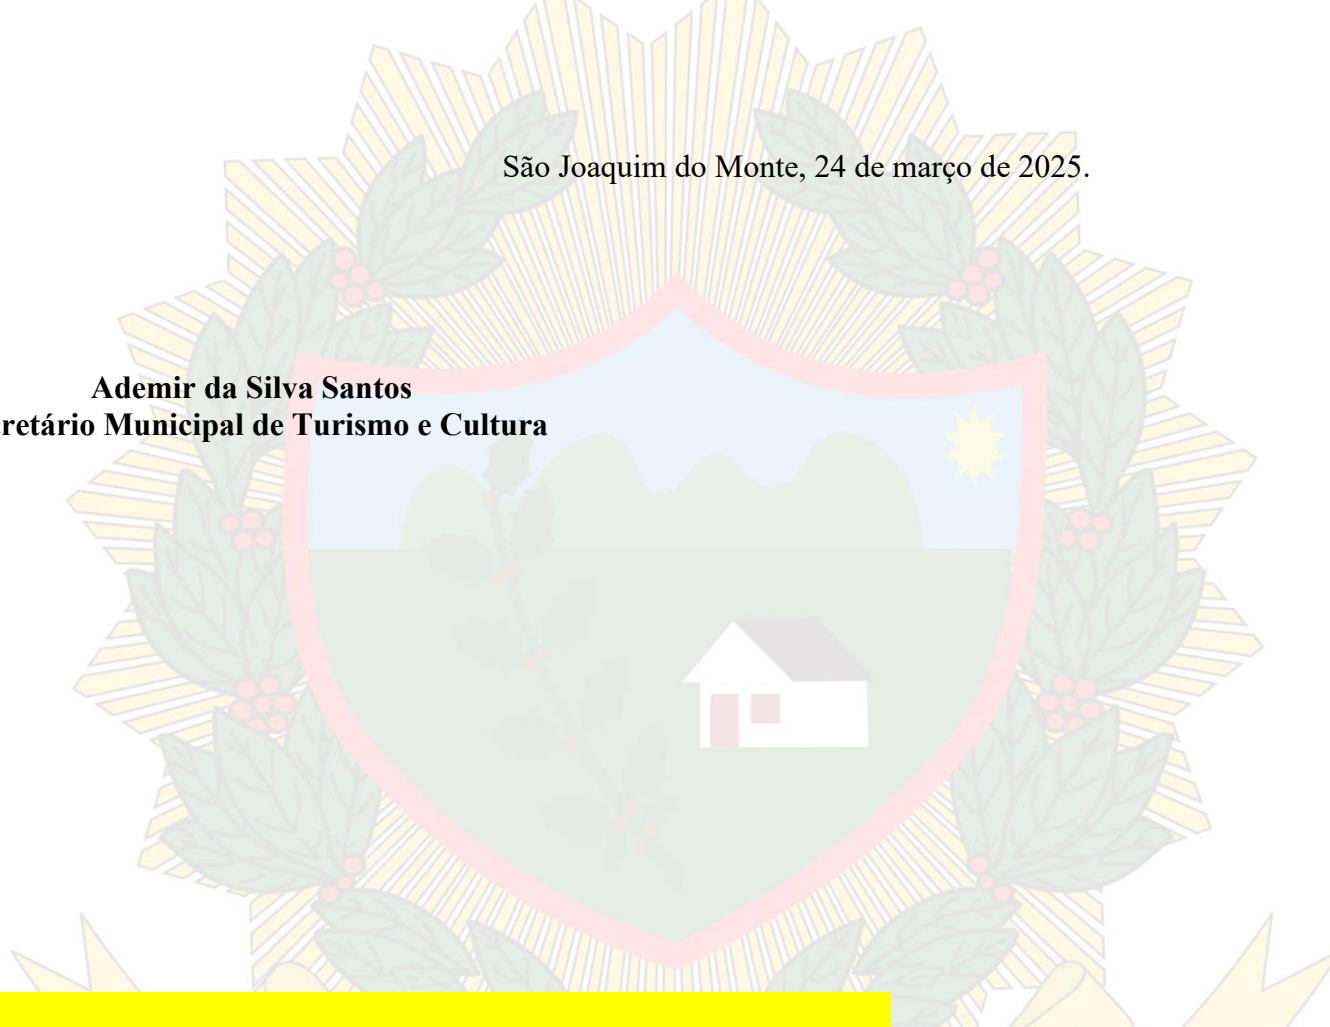 São Joaquim do Monte, 24 de março de 2025.
Ademir da Silva Santos
retário Municipal de Turismo e Cultura